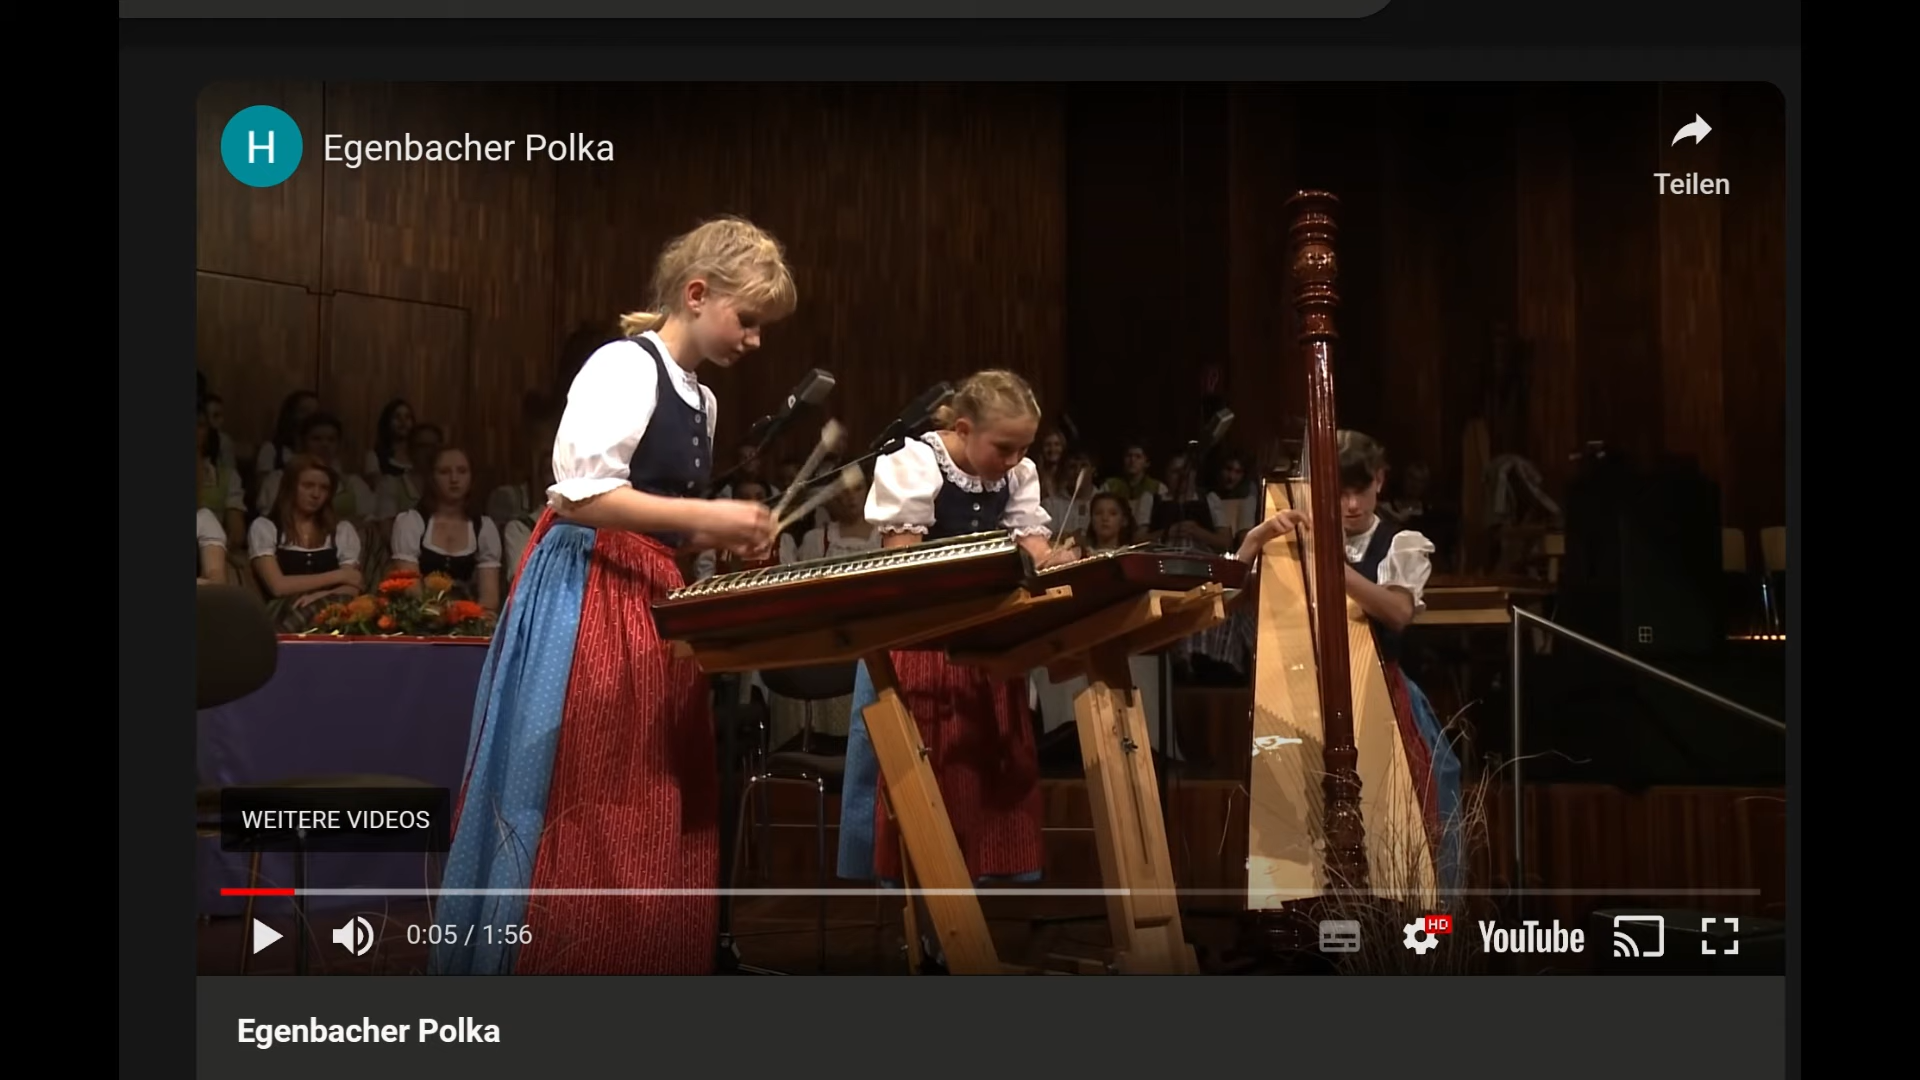 H
Egenbacher Polka
Teilen
WEITERE VIDEOS
0:05 / 1:56
HD
YouTube
Egenbacher Polka